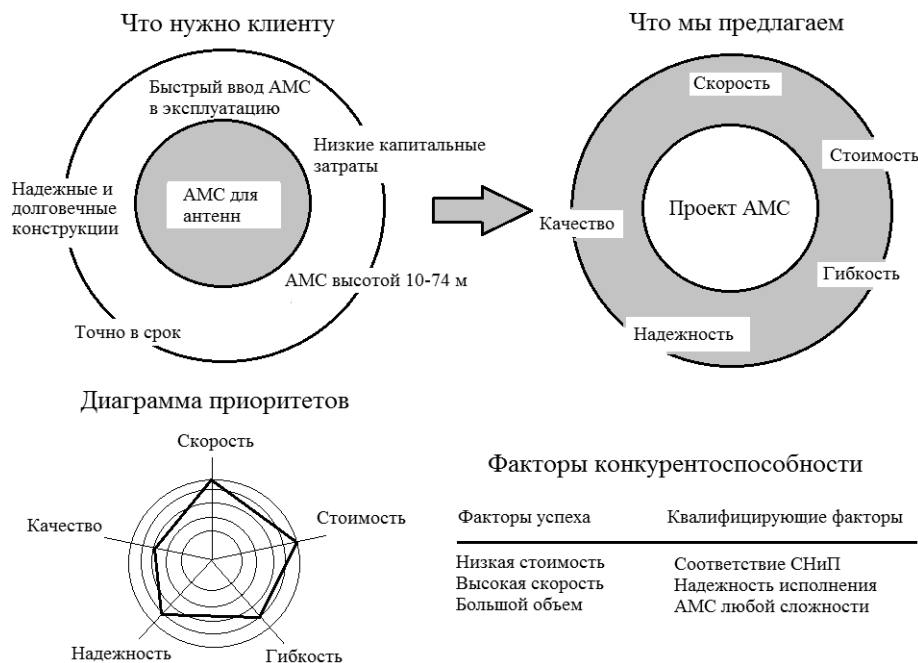 Что нужно клиенту
Быстрый ввод АМС
в эксплуатацию
Низкие капитальные
затраты
Надежные и
долговечные
конструкции
АМС для
антенн
АМС высотой 10-74 м
Точно в срок
Что мы предлагаем
Скорость
Стоимость
Качество
Проект АМС
Гибкость
Надежность
Диаграмма приоритетов
Скорость
Качество
Стоимость
Надежность
Гибкость
Факторы конкурентоспособности
Факторы успеха
Квалифицирующие факторы
Низкая стоимость
Соответствие СНиП
Высокая скорость
Надежность исполнения
Большой объем
АМС любой сложности